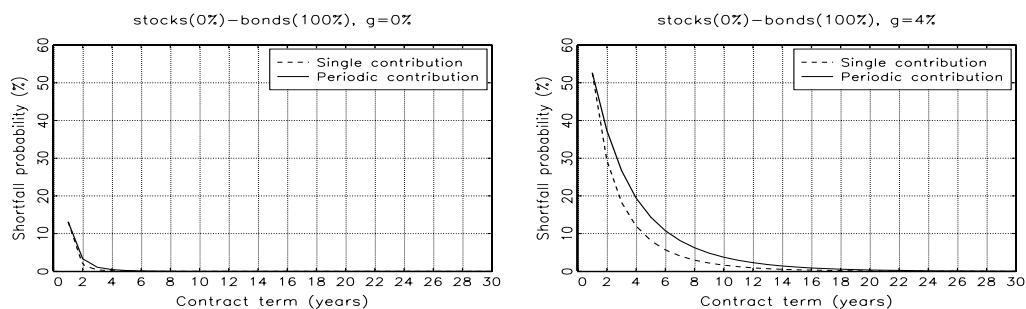 stocks(0%)−bonds(100%), g=0%
Shortfall probability (%)
60
50
40
30
20
10
0
Single contribution
Periodic contribution
0 2 4 6 8 10 12 14 16 18 20 22 24 26 28 30
Contract term (years)
stocks(0%)−bonds(100%), g=4%
Shortfall probability (%)
60
50
40
30
20
10
0
Single contribution
Periodic contribution
0 2 4 6 8 10 12 14 16 18 20 22 24 26 28 30
Contract term (years)